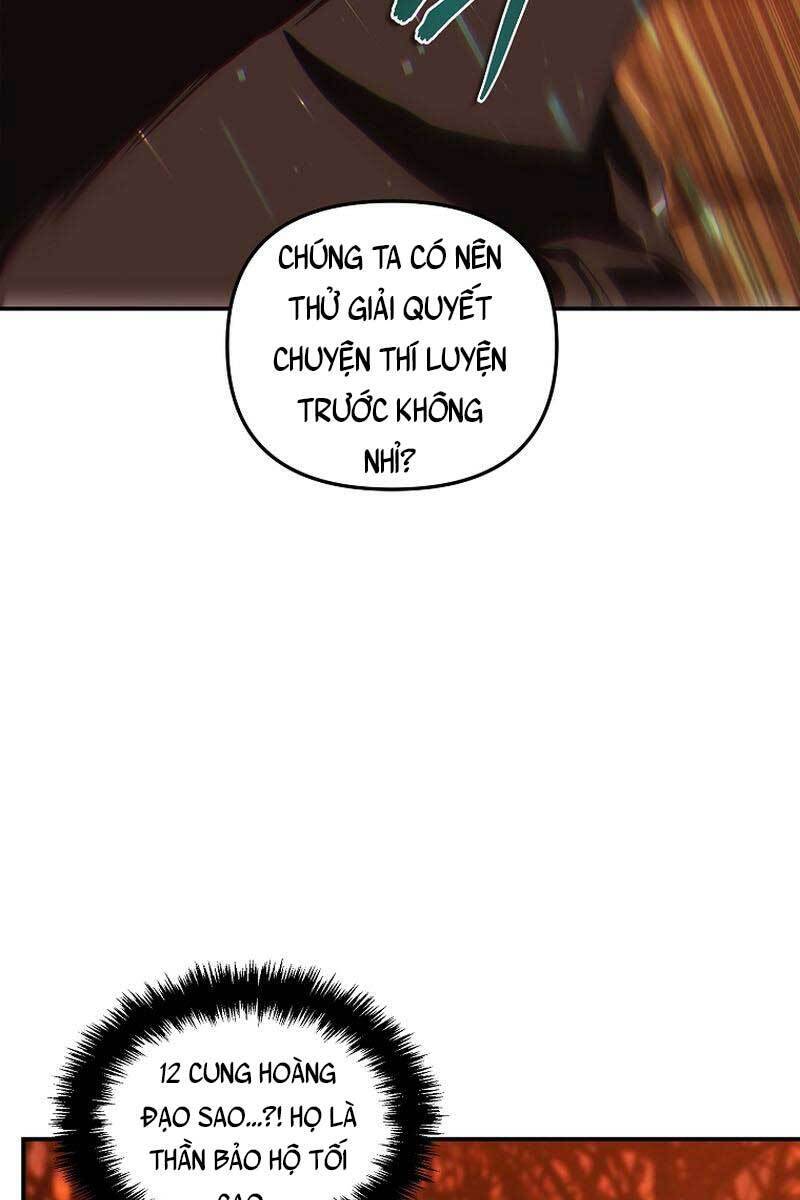 CHÚNG TA CÓ NÊN
THỬ GIẢI QUYẾT
CHUYỆN THÍ LUYỆN
TRƯỚC KHÔNG
NHỈ?
12 CUNG HOÀNG
ĐẠO SAO...?! HỌ LÀ
THẦN BẢO HỘ TỐI
CAO